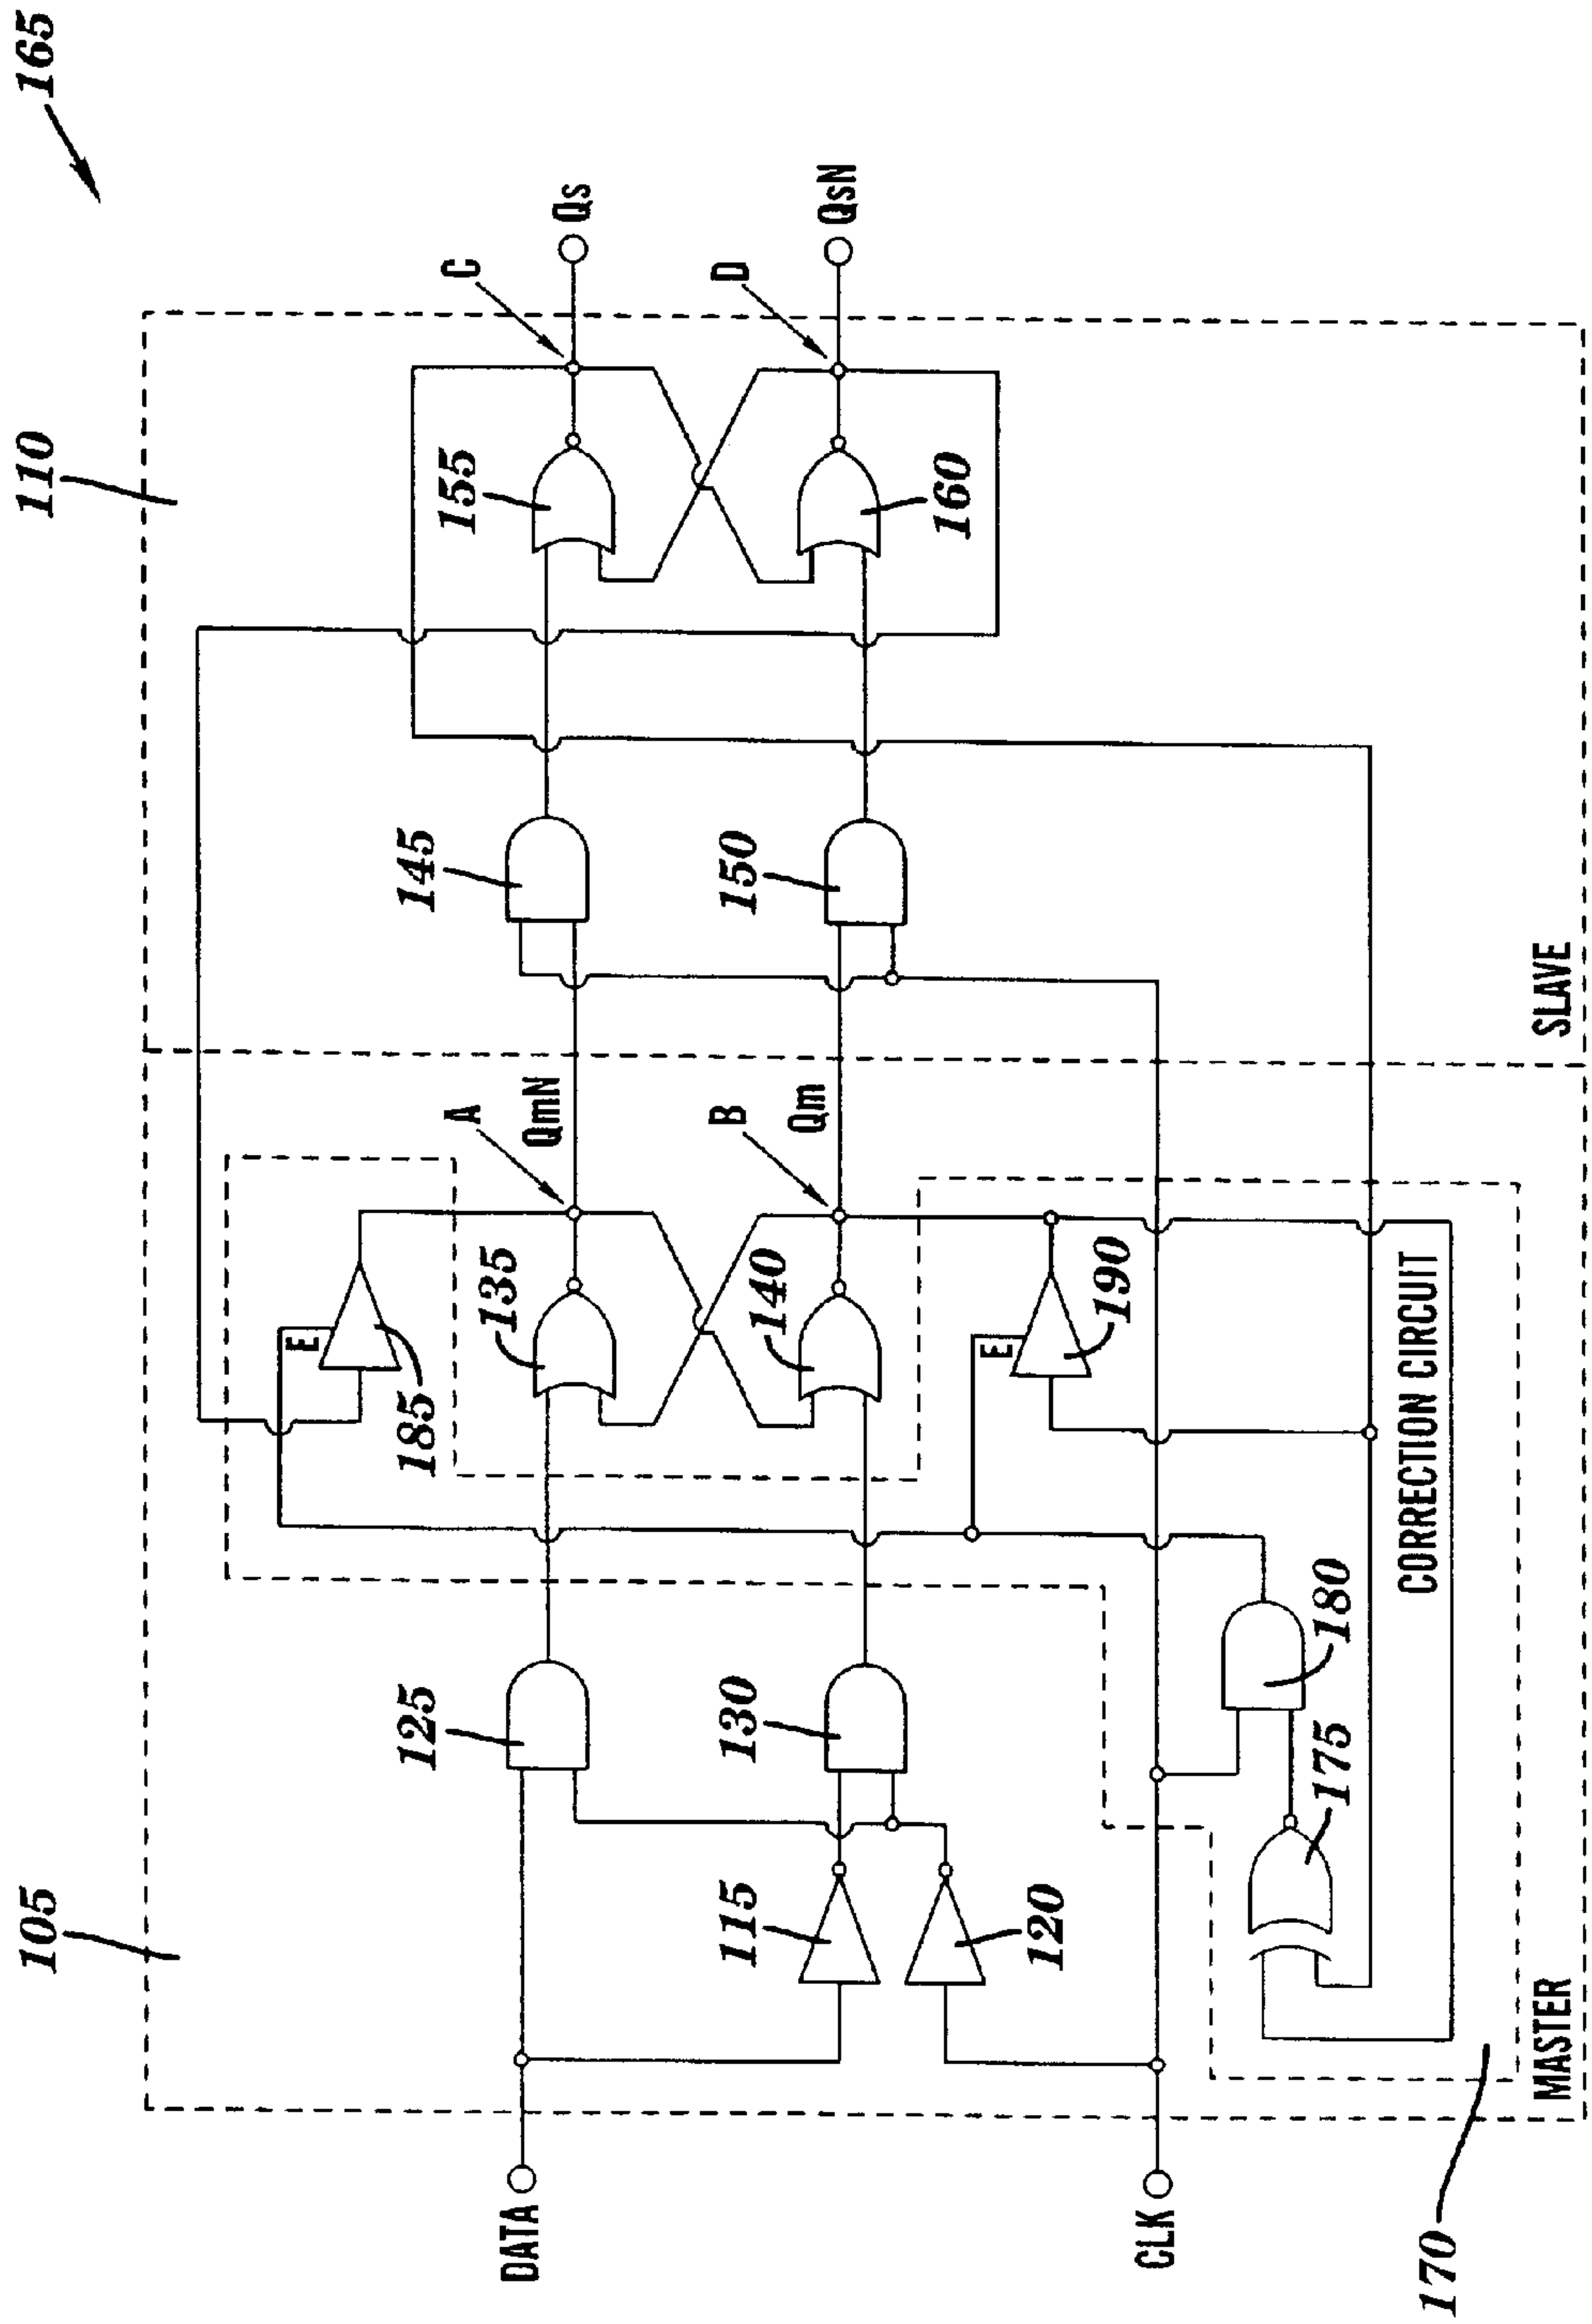 165
110
105
170
DATA
CLK
115
120
125
130
175
180
185
E
135
140
190
E
A
QmN
B
Qm
145
150
155
160
C
D
Qs
QsN
CORRECTION CIRCUIT
MASTER
SLAVE